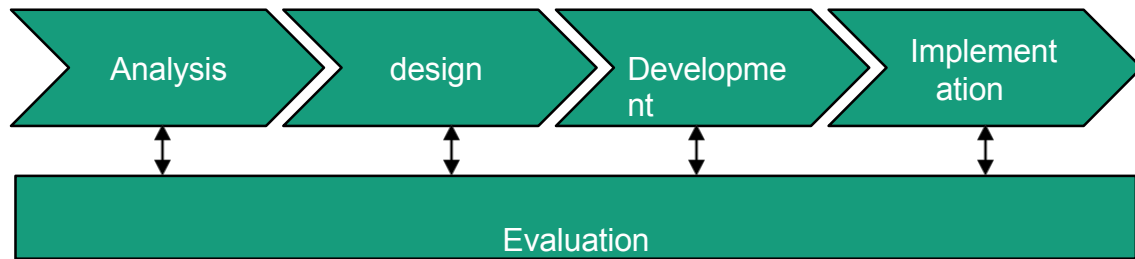 Analysis
design
Developme
nt
Implement
ation
Evaluation